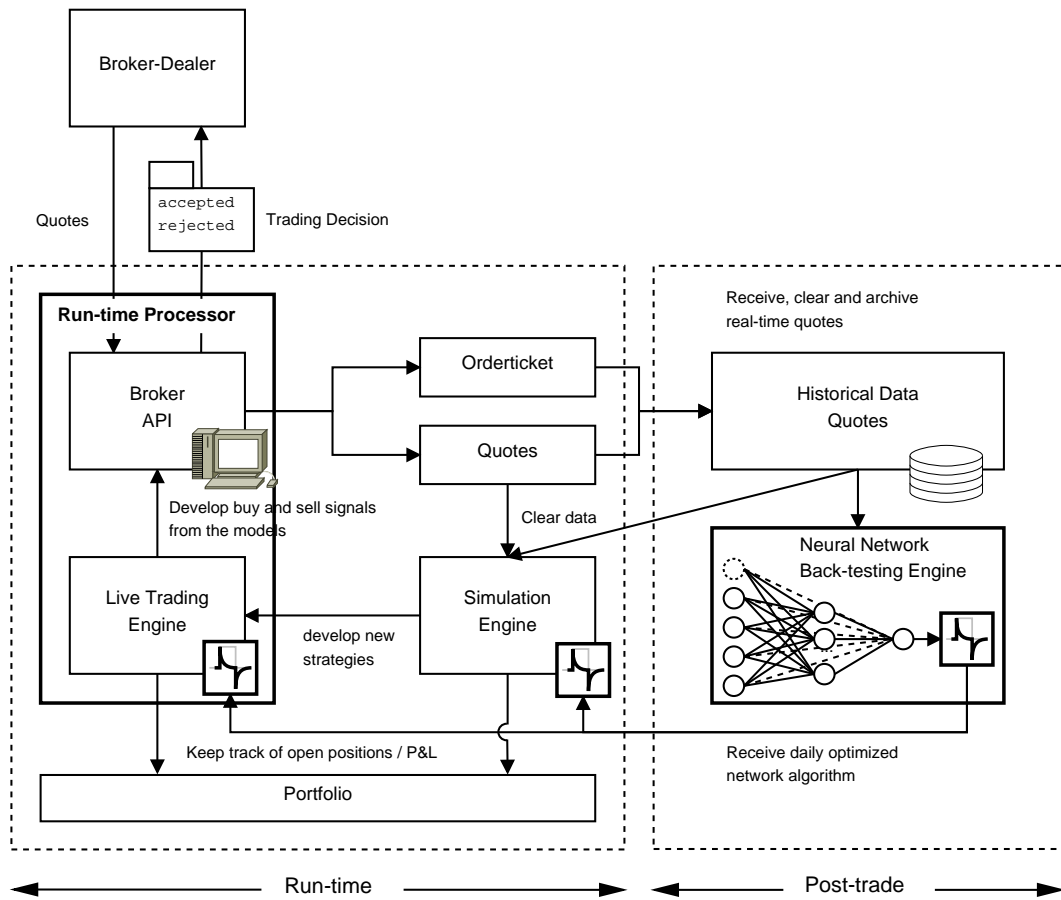 Broker-Dealer
Quotes
accepted
rejected
Trading Decision
Run-time Processor
Broker
API
Develop buy and sell signals
from the models
Live Trading
Engine
Orderticket
Quotes
Clear data
Simulation
Engine
develop new
strategies
Keep track of open positions / P&L
Portfolio
Receive, clear and archive
real-time quotes
Historical Data
Quotes
Neural Network
Back-testing Engine
...
Receive daily optimized
network algorithm
Run-time
Post-trade